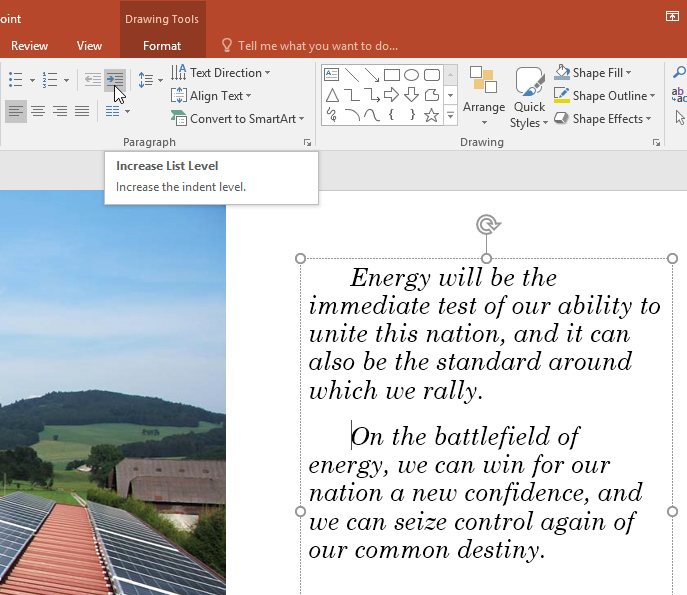 oint
Drawing Tools
Review View Format Tell me what you want to do...
Text Direction
Align Text
Convert to SmartArt
Arrange
Quick
Styles
Shape Fill
Shape Outline
Shape Effects
ab
Paragraph
Drawing
Increase List Level
Increase the indent level.
Energy will be the
immediate test of our ability to
unite this nation, and it can
also be the standard around
which we rally.
On the battlefield of
energy, we can win for our
nation a new confidence, and
we can seize control again of
our common destiny.